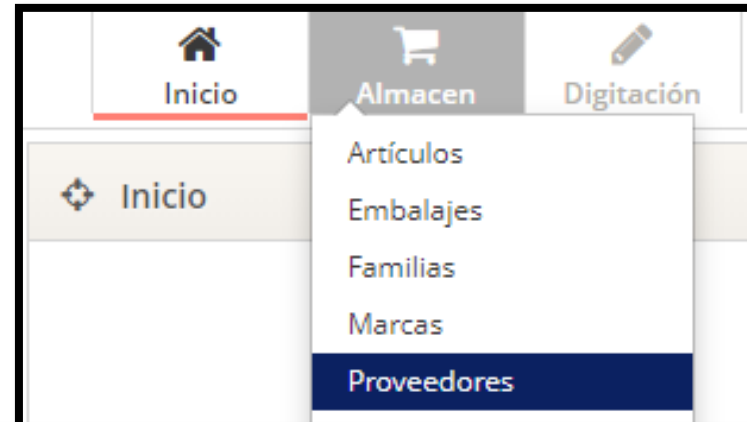 Inicio
Almacen
Digitación
Inicio
Artículos
Embalajes
Familias
Marcas
Proveedores